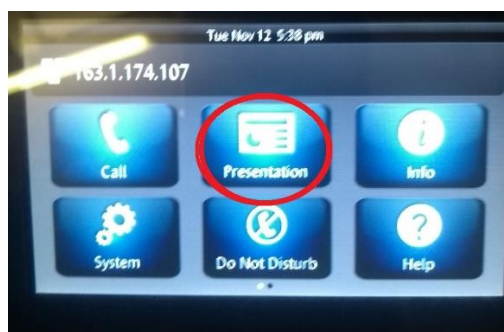 Tue Nov 12 5:38 pm
163.1.174.107
Call
Presentation
Info
System
Do Not Disturb
Help